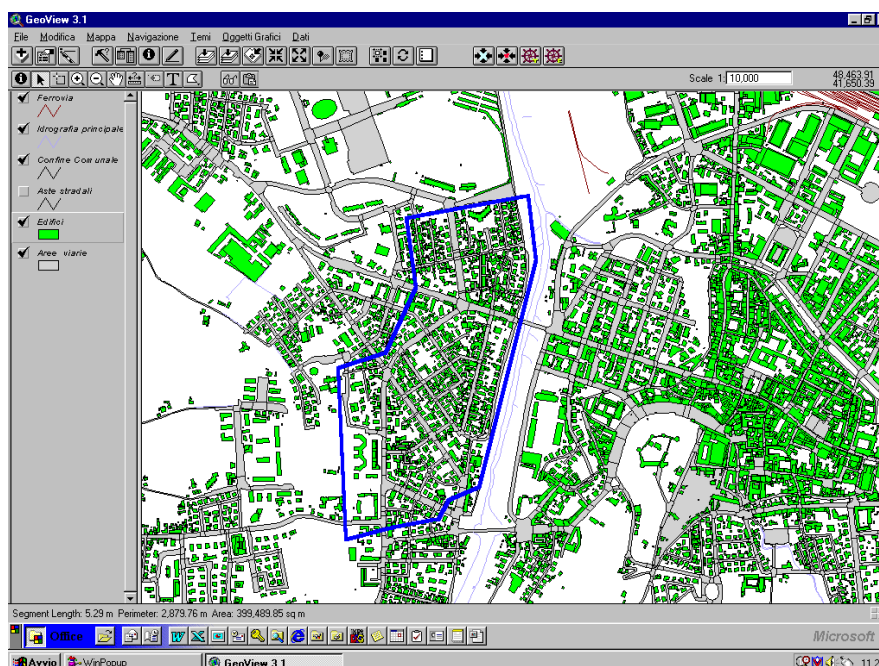 GeoView 3.1
File Modifica Mappa Navigazione Temi Oggetti Grafici Dati
Scale 1: 10,000
48,463.91
41,650.39
Ferrovia
Idrografia principale
Confine Comunale
Aste stradali
Edifici
Aree viarie
Segment Length: 5.29 m Perimeter: 2,879.76 m Area: 399,489.85 sq m
Office
Microsoft
Avvio WinPopup GeoView 3.1 11.2